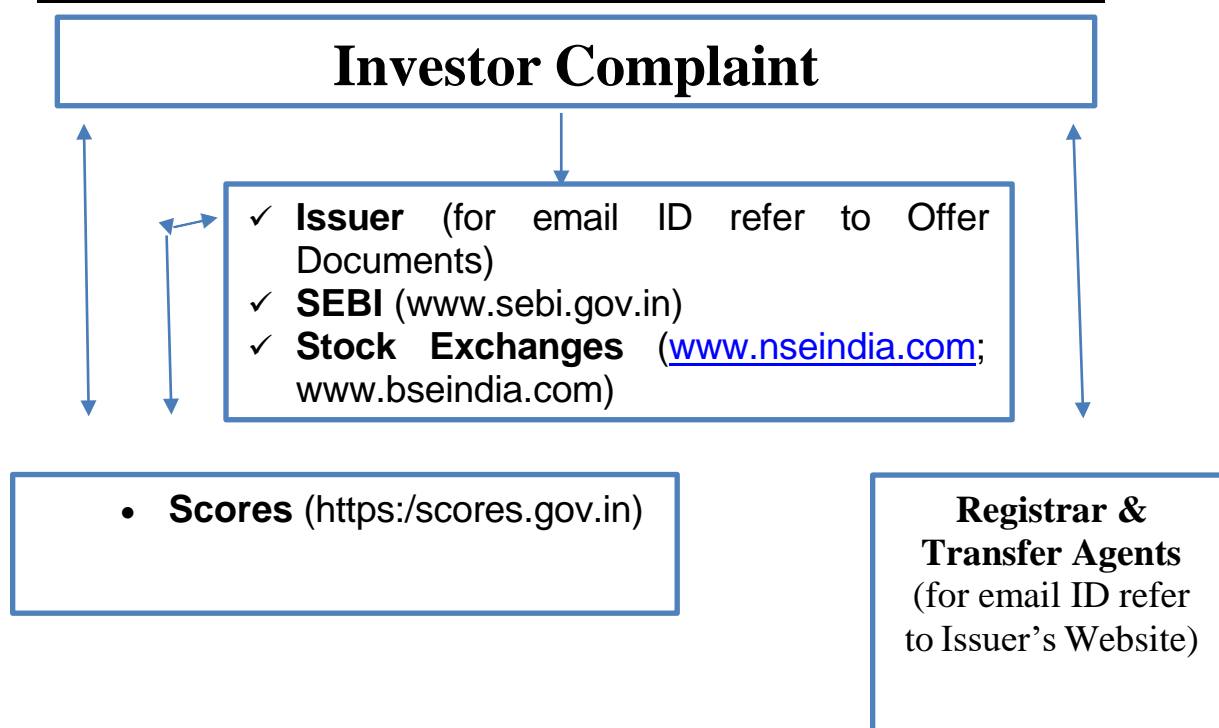 Investor Complaint
✓ Issuer (for email ID refer to Offer
Documents)
✓ SEBI (www.sebi.gov.in)
✓ Stock Exchanges (www.nseindia.com;
www.bseindia.com)
• Scores (https:/scores.gov.in)
Registrar &
Transfer Agents
(for email ID refer
to Issuer’s Website)